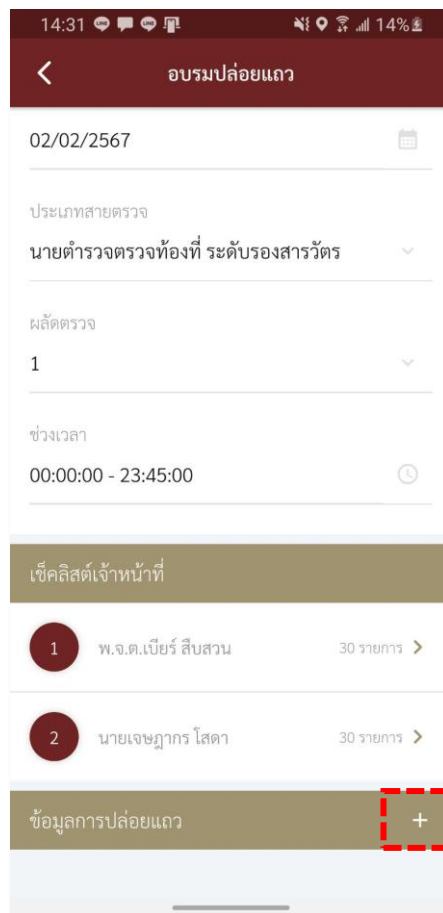 14:31 14%
อบรมปล่อยแถว
02/02/2567
ประเภทสายตรวจ
นายตำรวจตรวจท้องที่ ระดับรองสารวัตร
ผลัดตรวจ
1
ช่วงเวลา
00:00:00 - 23:45:00
เช็คลิสต์เจ้าหน้าที่
1 พ.จ.ต.เบียร์ สืบสวน 30 รายการ
2 นายเจษฎากร โสดา 30 รายการ
ข้อมูลการปล่อยแถว +